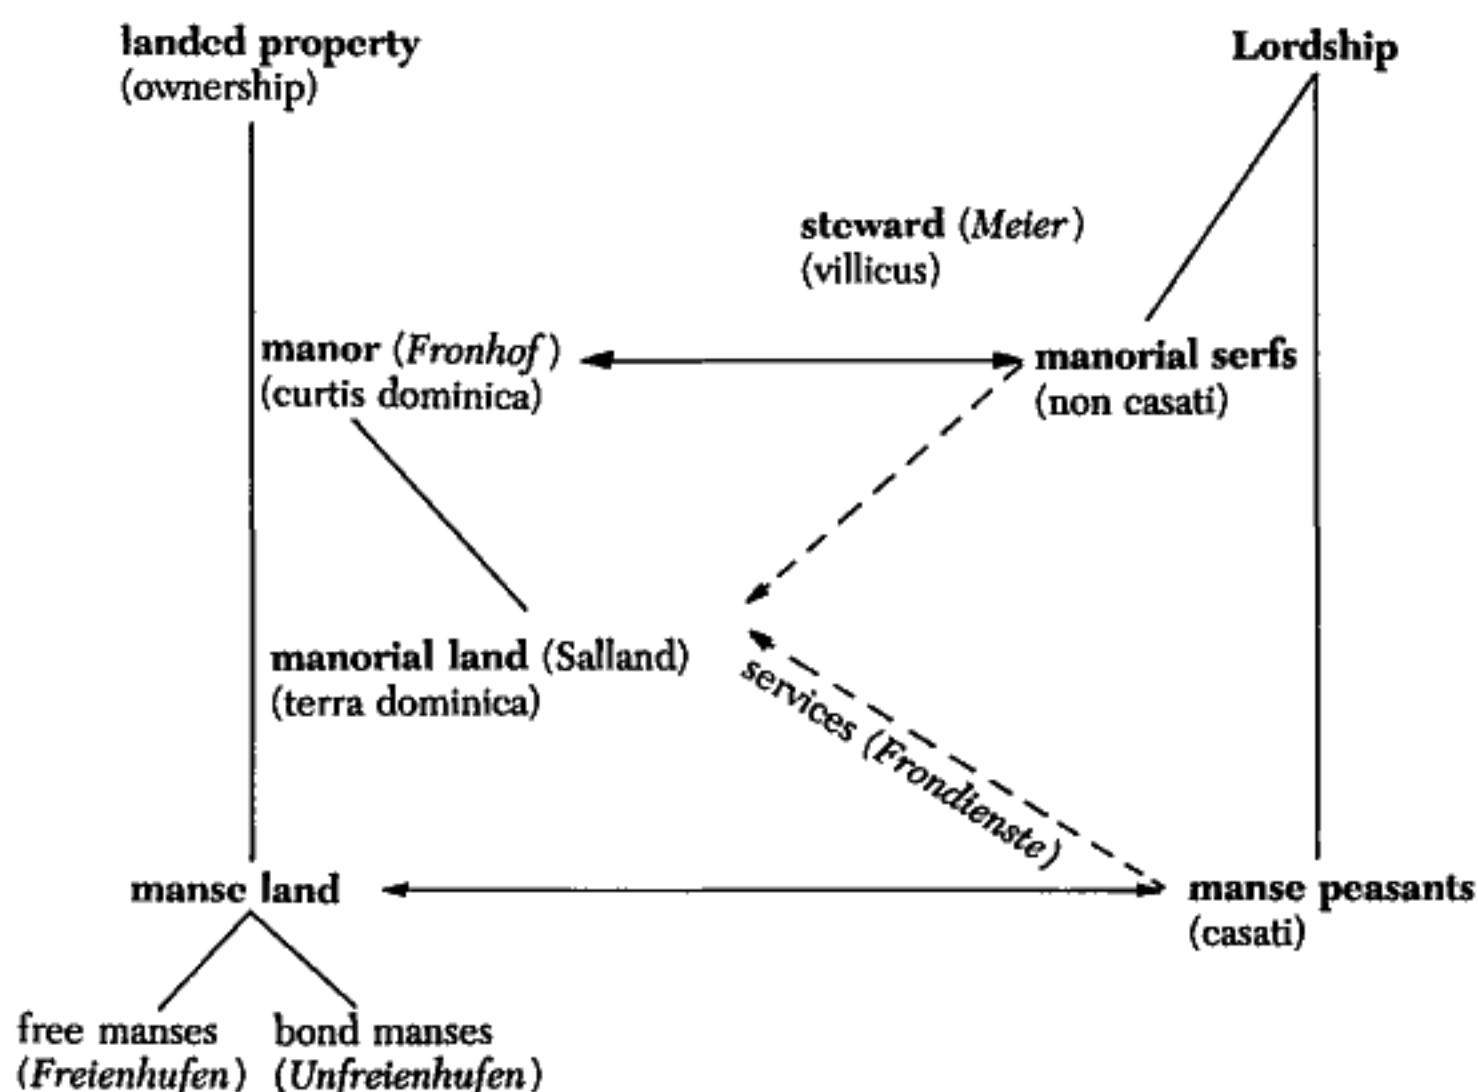 landed property
(ownership)
Lordship
steward (Meier)
(villicus)
manor (Fronhof)
(curtis dominica)
manorial serfs
(non casati)
manorial land (Salland)
(terra dominica)
services (Frondienste)
manse land
manse peasants
(casati)
free manses
(Freienhufen)
bond manses
(Unfreienhufen)